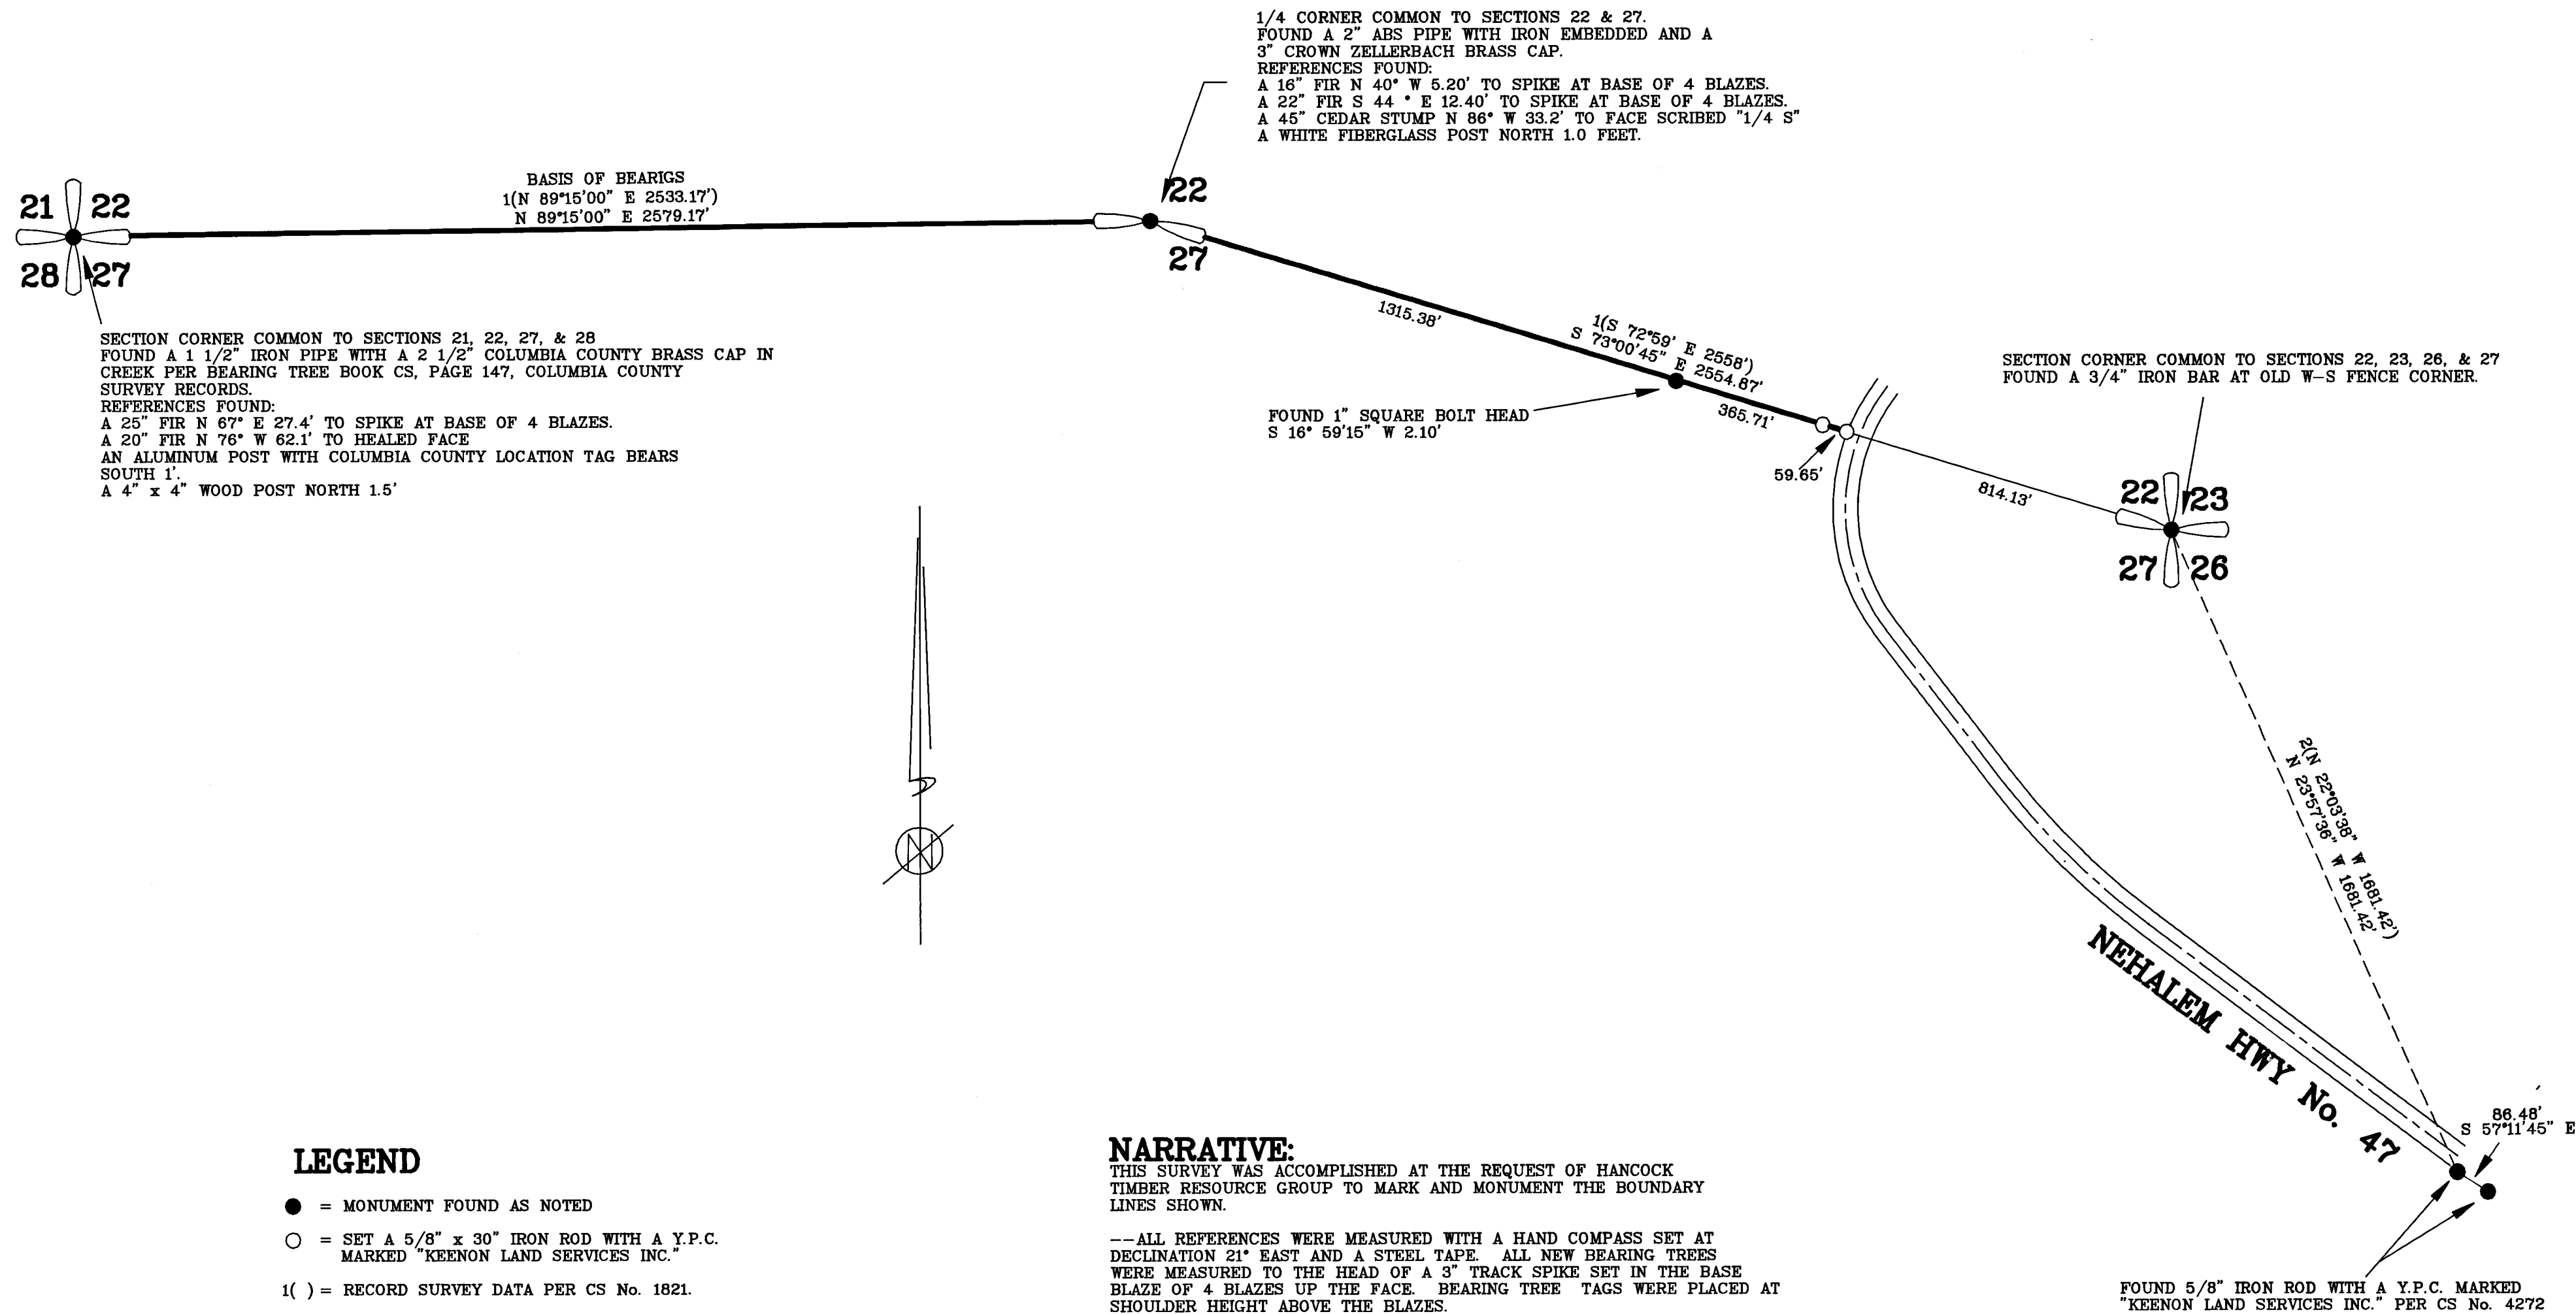 1/4 CORNER COMMON TO SECTIONS 22 & 27.
FOUND A 2" ABS PIPE WITH IRON EMBEDDED AND A
3" CROWN ZELLERBACH BRASS CAP.
REFERENCES FOUND:
A 16" FIR N 40° W 5.20' TO SPIKE AT BASE OF 4 BLAZES.
A 22" FIR S 44 ° E 12.40' TO SPIKE AT BASE OF 4 BLAZES.
A 45" CEDAR STUMP N 86° W 33.2' TO FACE SCRIBED "1/4 S"
A WHITE FIBERGLASS POST NORTH 1.0 FEET.
BASIS OF BEARIGS
1(N 89°15'00" E 2533.17')
N 89°15'00" E 2579.17'
21 22
28 27
22
27
SECTION CORNER COMMON TO SECTIONS 21, 22, 27, & 28
FOUND A 1 1/2" IRON PIPE WITH A 2 1/2" COLUMBIA COUNTY BRASS CAP IN
CREEK PER BEARING TREE BOOK CS, PAGE 147, COLUMBIA COUNTY
SURVEY RECORDS.
REFERENCES FOUND:
A 25" FIR N 67° E 27.4' TO SPIKE AT BASE OF 4 BLAZES.
A 20" FIR N 76° W 62.1' TO HEALED FACE
AN ALUMINUM POST WITH COLUMBIA COUNTY LOCATION TAG BEARS
SOUTH 1'.
A 4" x 4" WOOD POST NORTH 1.5'
1315.38'
1(S 72°59' E 2558')
S 73°00'45" E 2554.87'
FOUND 1" SQUARE BOLT HEAD
S 16° 59'15" W 2.10'
365.71'
59.65'
814.13'
SECTION CORNER COMMON TO SECTIONS 22, 23, 26, & 27
FOUND A 3/4" IRON BAR AT OLD W-S FENCE CORNER.
22 23
27 26
2(N 22°03'38" W 1681.42')
N 23°57'36" W 1681.42'
N
NEHALEM HWY No. 47
86.48'
S 57°11'45" E
FOUND 5/8" IRON ROD WITH A Y.P.C. MARKED
"KEENON LAND SERVICES INC." PER CS No. 4272
LEGEND
= MONUMENT FOUND AS NOTED
= SET A 5/8" x 30" IRON ROD WITH A Y.P.C.
MARKED "KEENON LAND SERVICES INC."
1( ) = RECORD SURVEY DATA PER CS No. 1821.
NARRATIVE:
THIS SURVEY WAS ACCOMPLISHED AT THE REQUEST OF HANCOCK
TIMBER RESOURCE GROUP TO MARK AND MONUMENT THE BOUNDARY
LINES SHOWN.
--ALL REFERENCES WERE MEASURED WITH A HAND COMPASS SET AT
DECLINATION 21° EAST AND A STEEL TAPE. ALL NEW BEARING TREES
WERE MEASURED TO THE HEAD OF A 3" TRACK SPIKE SET IN THE BASE
BLAZE OF 4 BLAZES UP THE FACE. BEARING TREE TAGS WERE PLACED AT
SHOULDER HEIGHT ABOVE THE BLAZES.